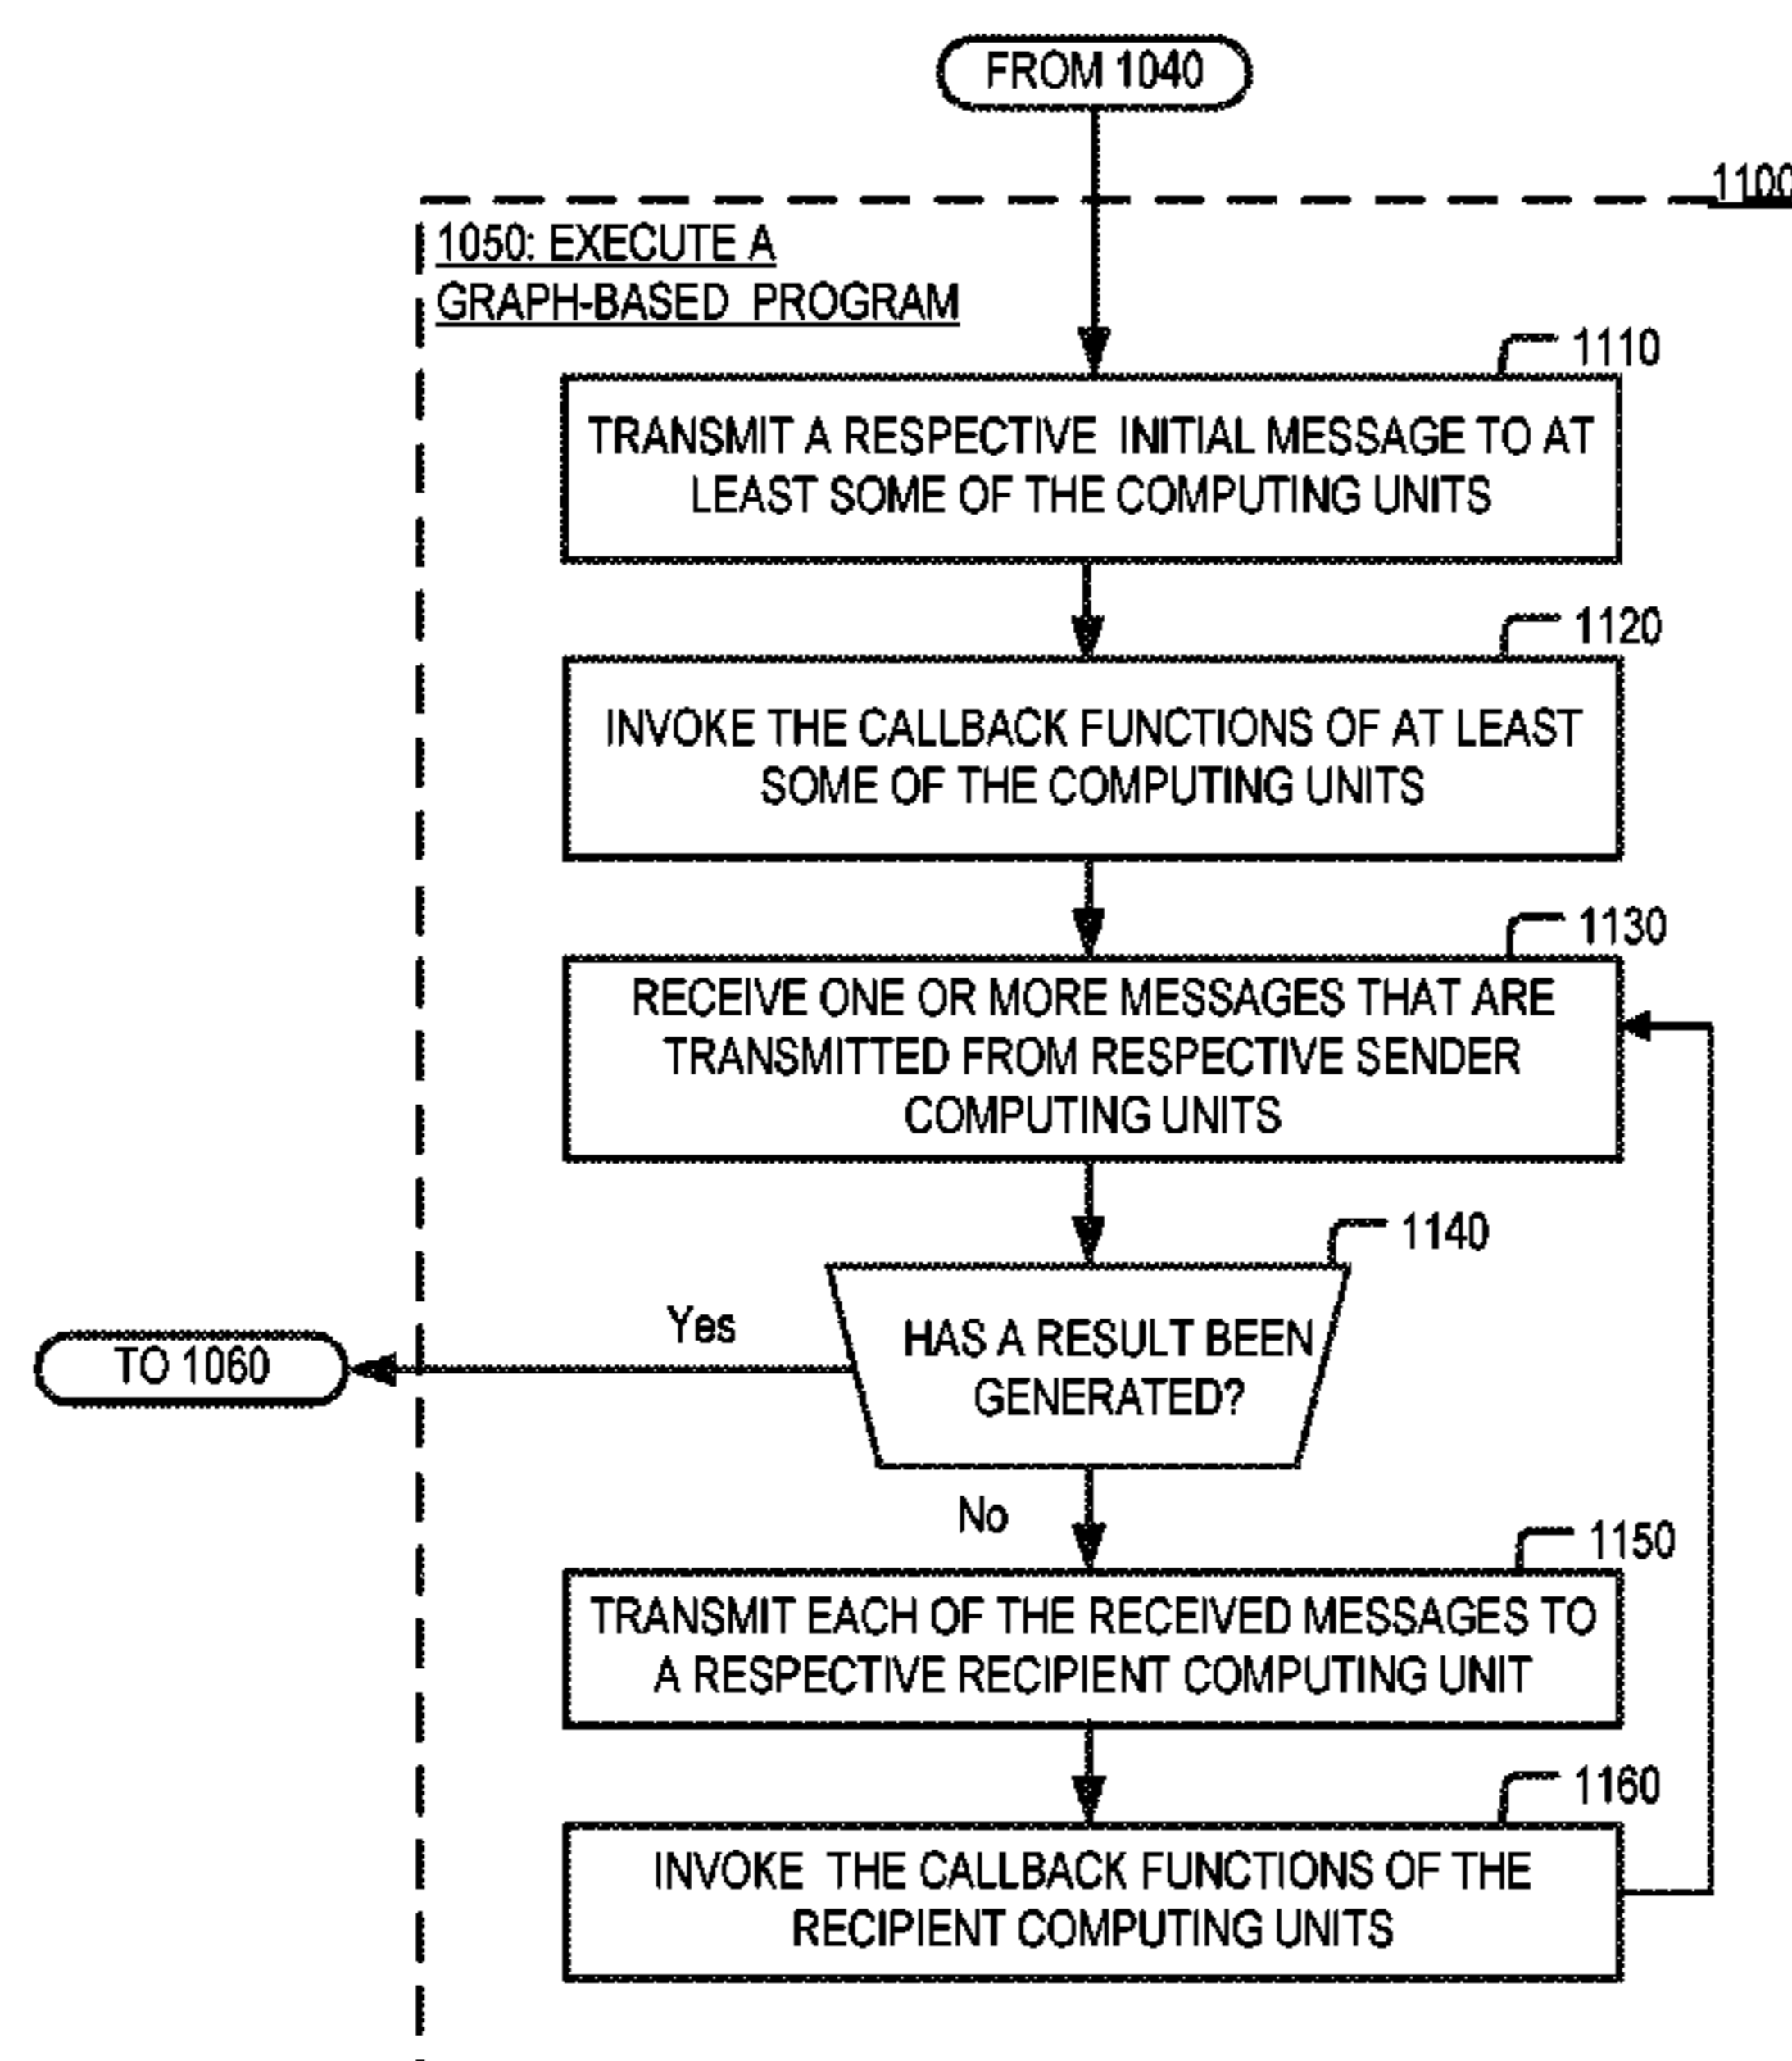 FROM 1040
1100
1050: EXECUTE A
GRAPH-BASED PROGRAM
1110
TRANSMIT A RESPECTIVE INITIAL MESSAGE TO AT
LEAST SOME OF THE COMPUTING UNITS
1120
INVOKE THE CALLBACK FUNCTIONS OF AT LEAST
SOME OF THE COMPUTING UNITS
1130
RECEIVE ONE OR MORE MESSAGES THAT ARE
TRANSMITTED FROM RESPECTIVE SENDER
COMPUTING UNITS
1140
HAS A RESULT BEEN
GENERATED?
Yes
TO 1060
No
1150
TRANSMIT EACH OF THE RECEIVED MESSAGES TO
A RESPECTIVE RECIPIENT COMPUTING UNIT
1160
INVOKE THE CALLBACK FUNCTIONS OF THE
RECIPIENT COMPUTING UNITS